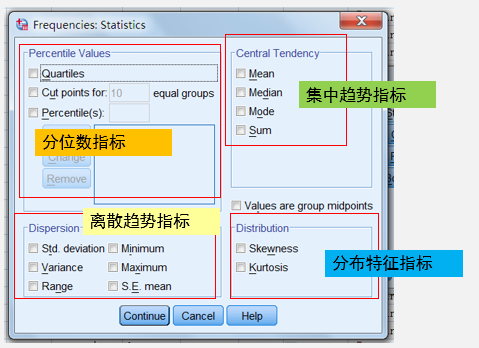 Frequencies: Statistics
Percentile Values
Quartiles
Cut points for: 10 equal groups
Percentile(s):
分位数指标
Change
Remove
Central Tendency
Mean
Median
Mode
Sum
集中趋势指标
Values are group midpoints
离散趋势指标
Dispersion
Std. deviation Minimum
Variance Maximum
Range S.E. mean
Distribution
Skewness
Kurtosis
分布特征指标
Continue Cancel Help